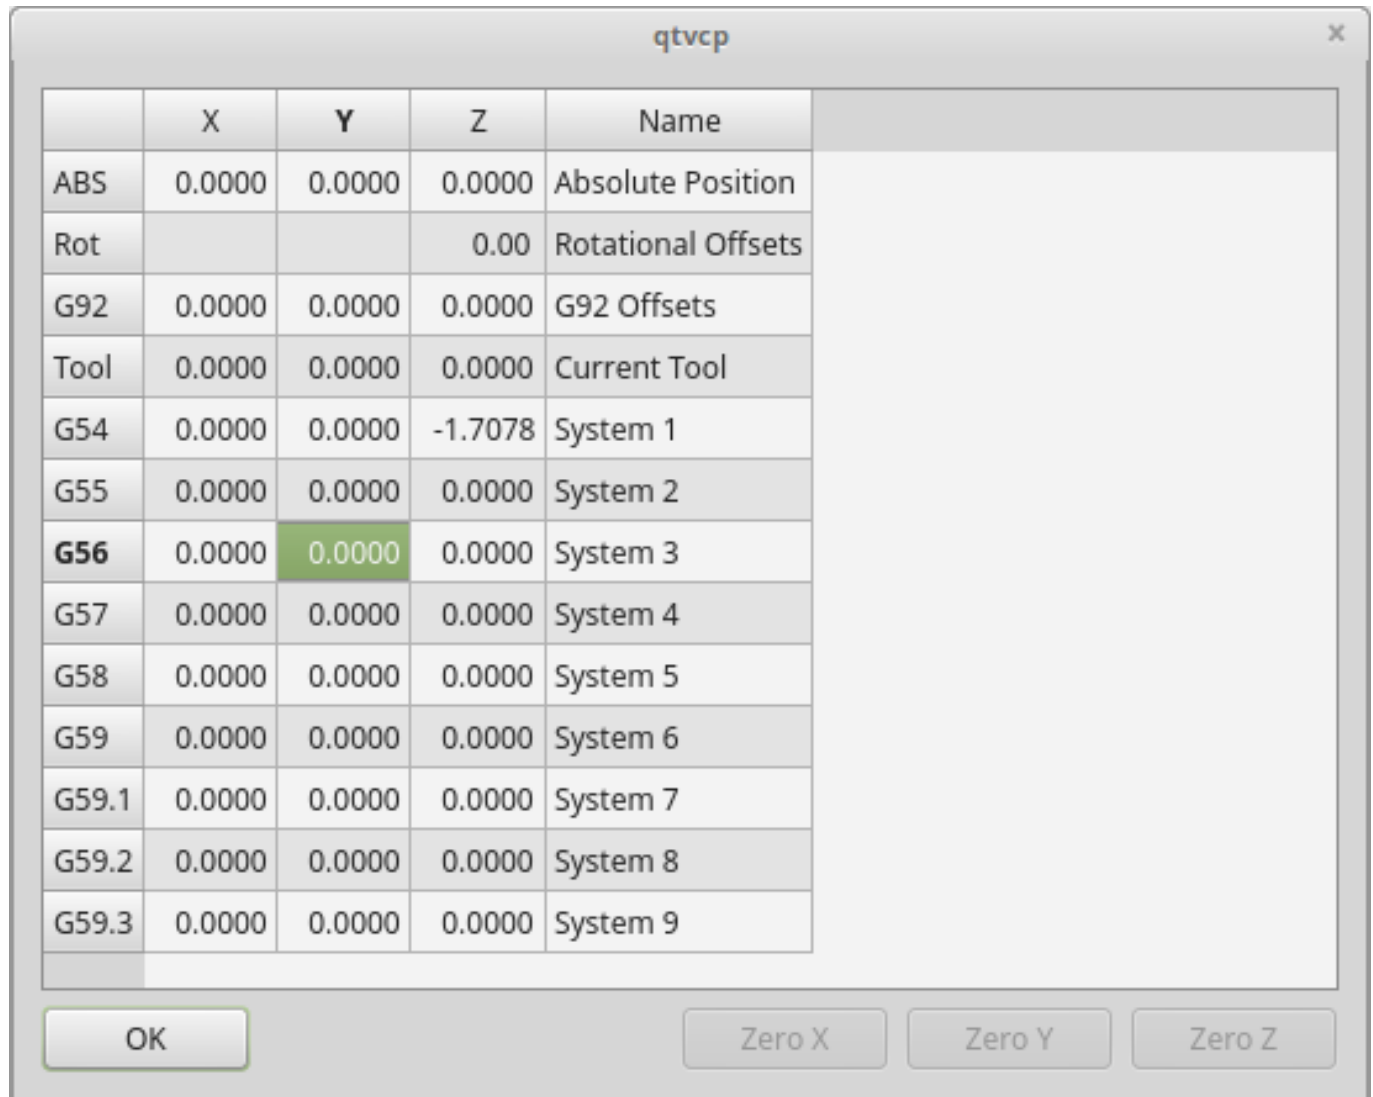 qtvcp ×
X Y Z Name
ABS 0.0000 0.0000 0.0000 Absolute Position
Rot 0.00 Rotational Offsets
G92 0.0000 0.0000 0.0000 G92 Offsets
Tool 0.0000 0.0000 0.0000 Current Tool
G54 0.0000 0.0000 -1.7078 System 1
G55 0.0000 0.0000 0.0000 System 2
G56 0.0000 0.0000 0.0000 System 3
G57 0.0000 0.0000 0.0000 System 4
G58 0.0000 0.0000 0.0000 System 5
G59 0.0000 0.0000 0.0000 System 6
G59.1 0.0000 0.0000 0.0000 System 7
G59.2 0.0000 0.0000 0.0000 System 8
G59.3 0.0000 0.0000 0.0000 System 9
OK Zero X Zero Y Zero Z